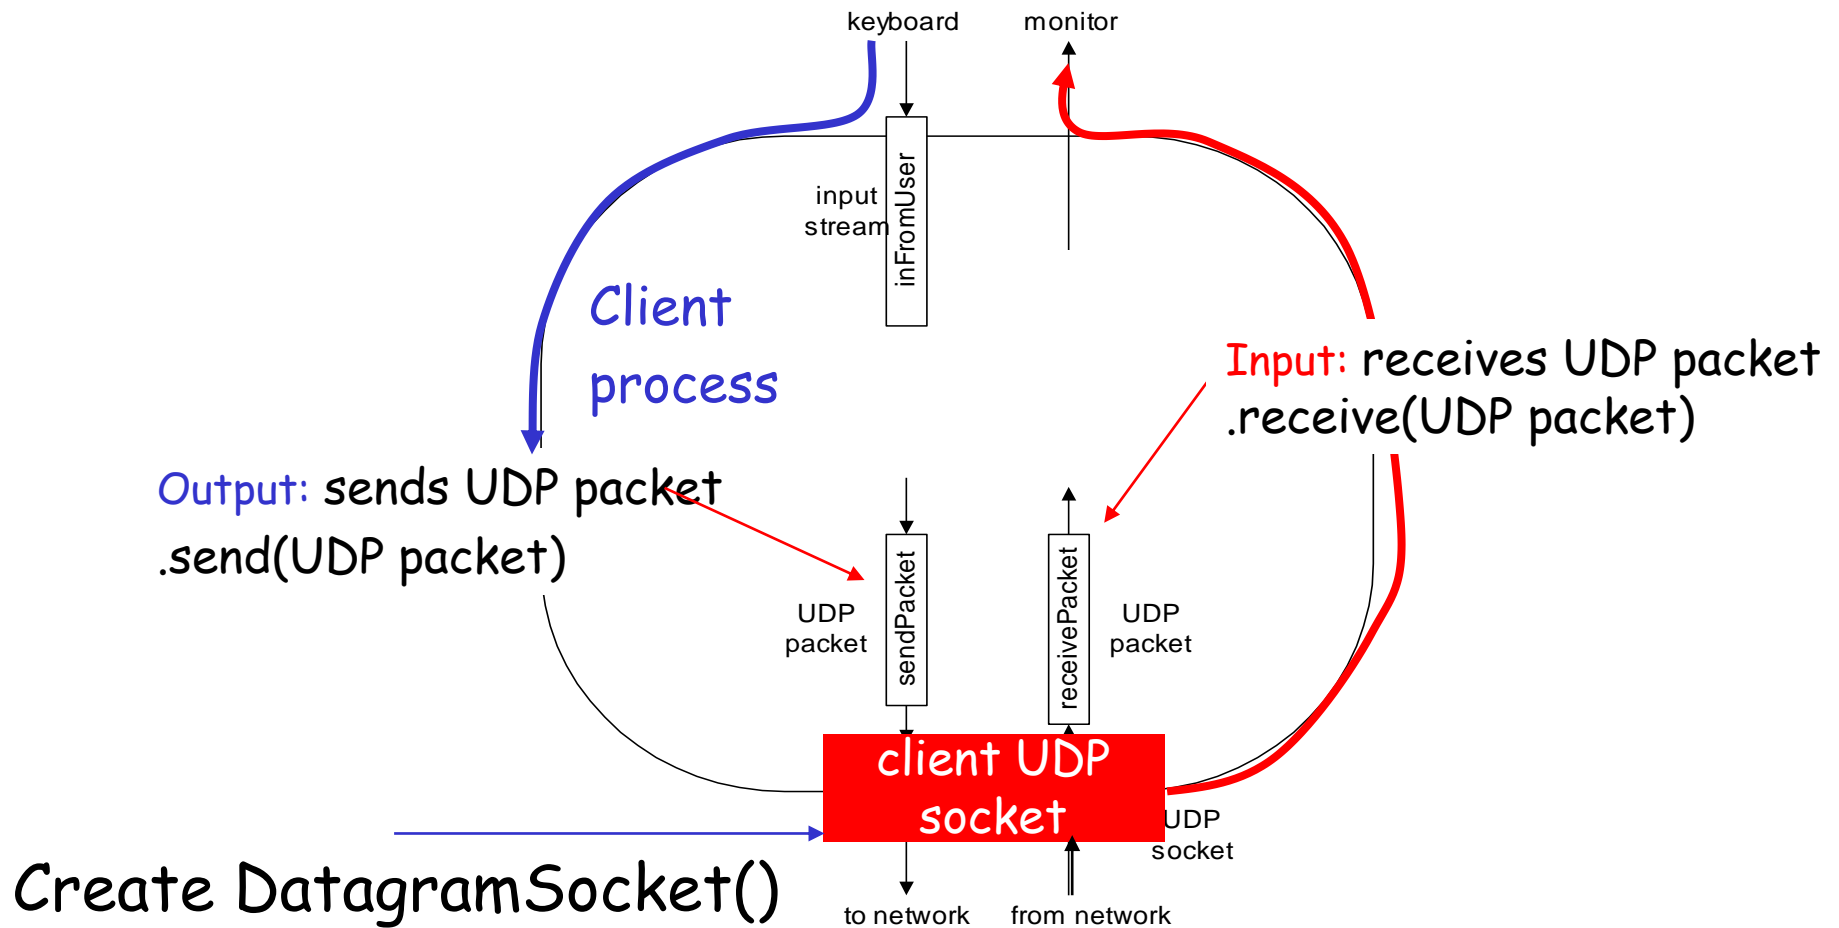 keyboard
monitor
input
stream
inFromUser
Client
process
Input: receives UDP packet
.receive(UDP packet)
Output: sends UDP packet
.send(UDP packet)
UDP
packet
sendPacket
receivePacket
UDP
packet
client UDP
socket
UDP
socket
Create DatagramSocket()
to network
from network